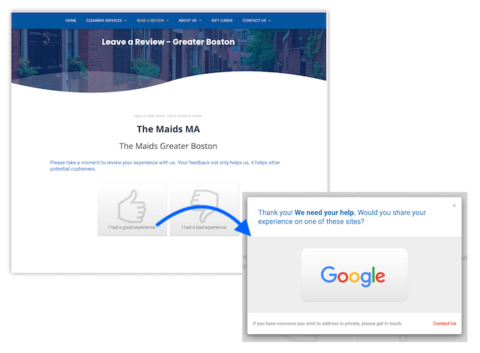 HOME CLEANING SERVICES READ A REVIEW ABOUT US GIFT CARDS CONTACT US
Leave a Review - Greater Boston
The Maids MA
The Maids Greater Boston
Please take a moment to review your experience with us. Your feedback not only helps us, it helps other
potential customers.
I had a good experience
I had a bad experience
×
Thank you! We need your help. Would you share your
experience on one of these sites?
Google
If you have concerns you wish to address in private, please get in touch. Contact Us